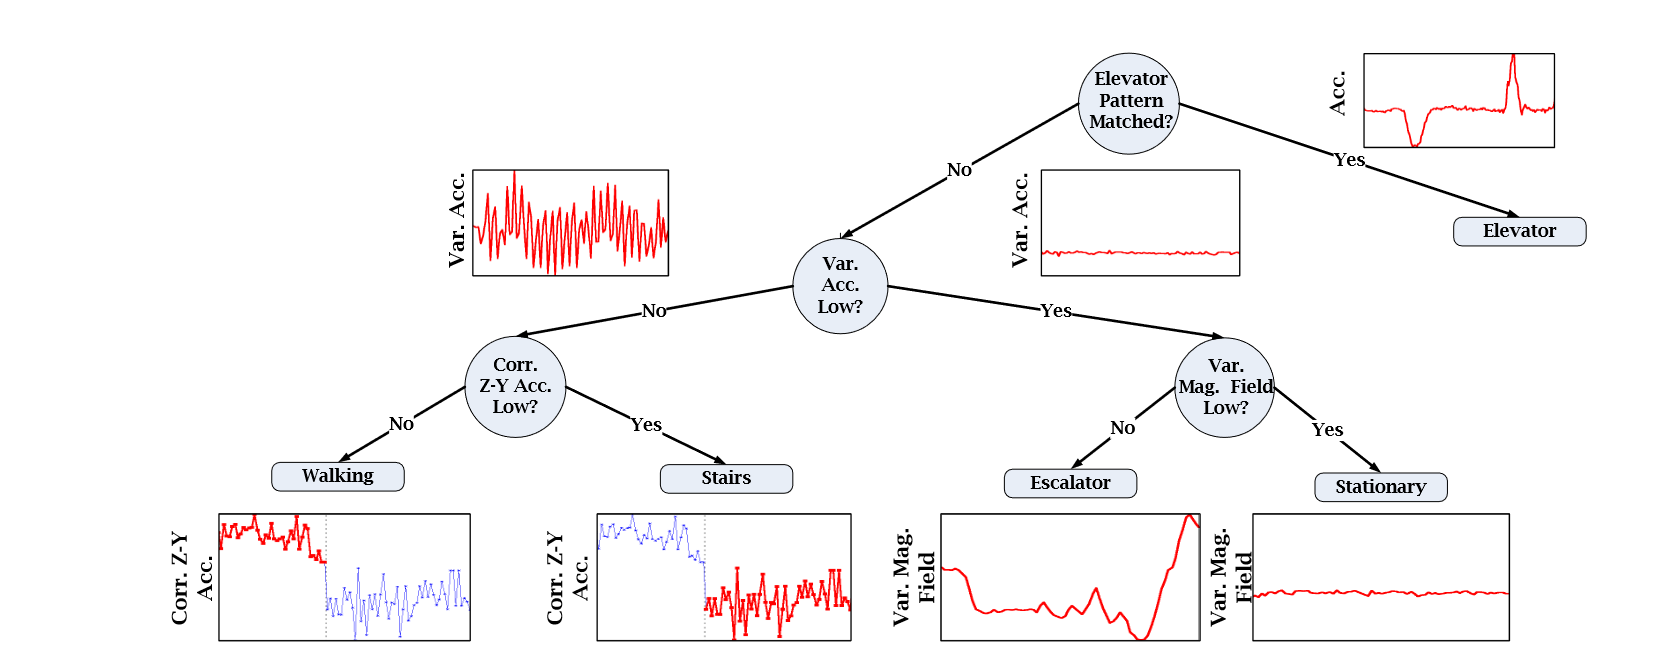 Elevator
Pattern
Matched?
Acc.
No
Yes
Var. Acc.
Var. Acc.
Elevator
Var.
Acc.
Low?
No
Yes
Corr.
Z-Y Acc.
Low?
Var.
Mag. Field
Low?
No
Yes
No
Yes
Walking
Stairs
Escalator
Stationary
Corr. Z-Y
Acc.
Corr. Z-Y
Acc.
Var. Mag.
Field
Var. Mag.
Field